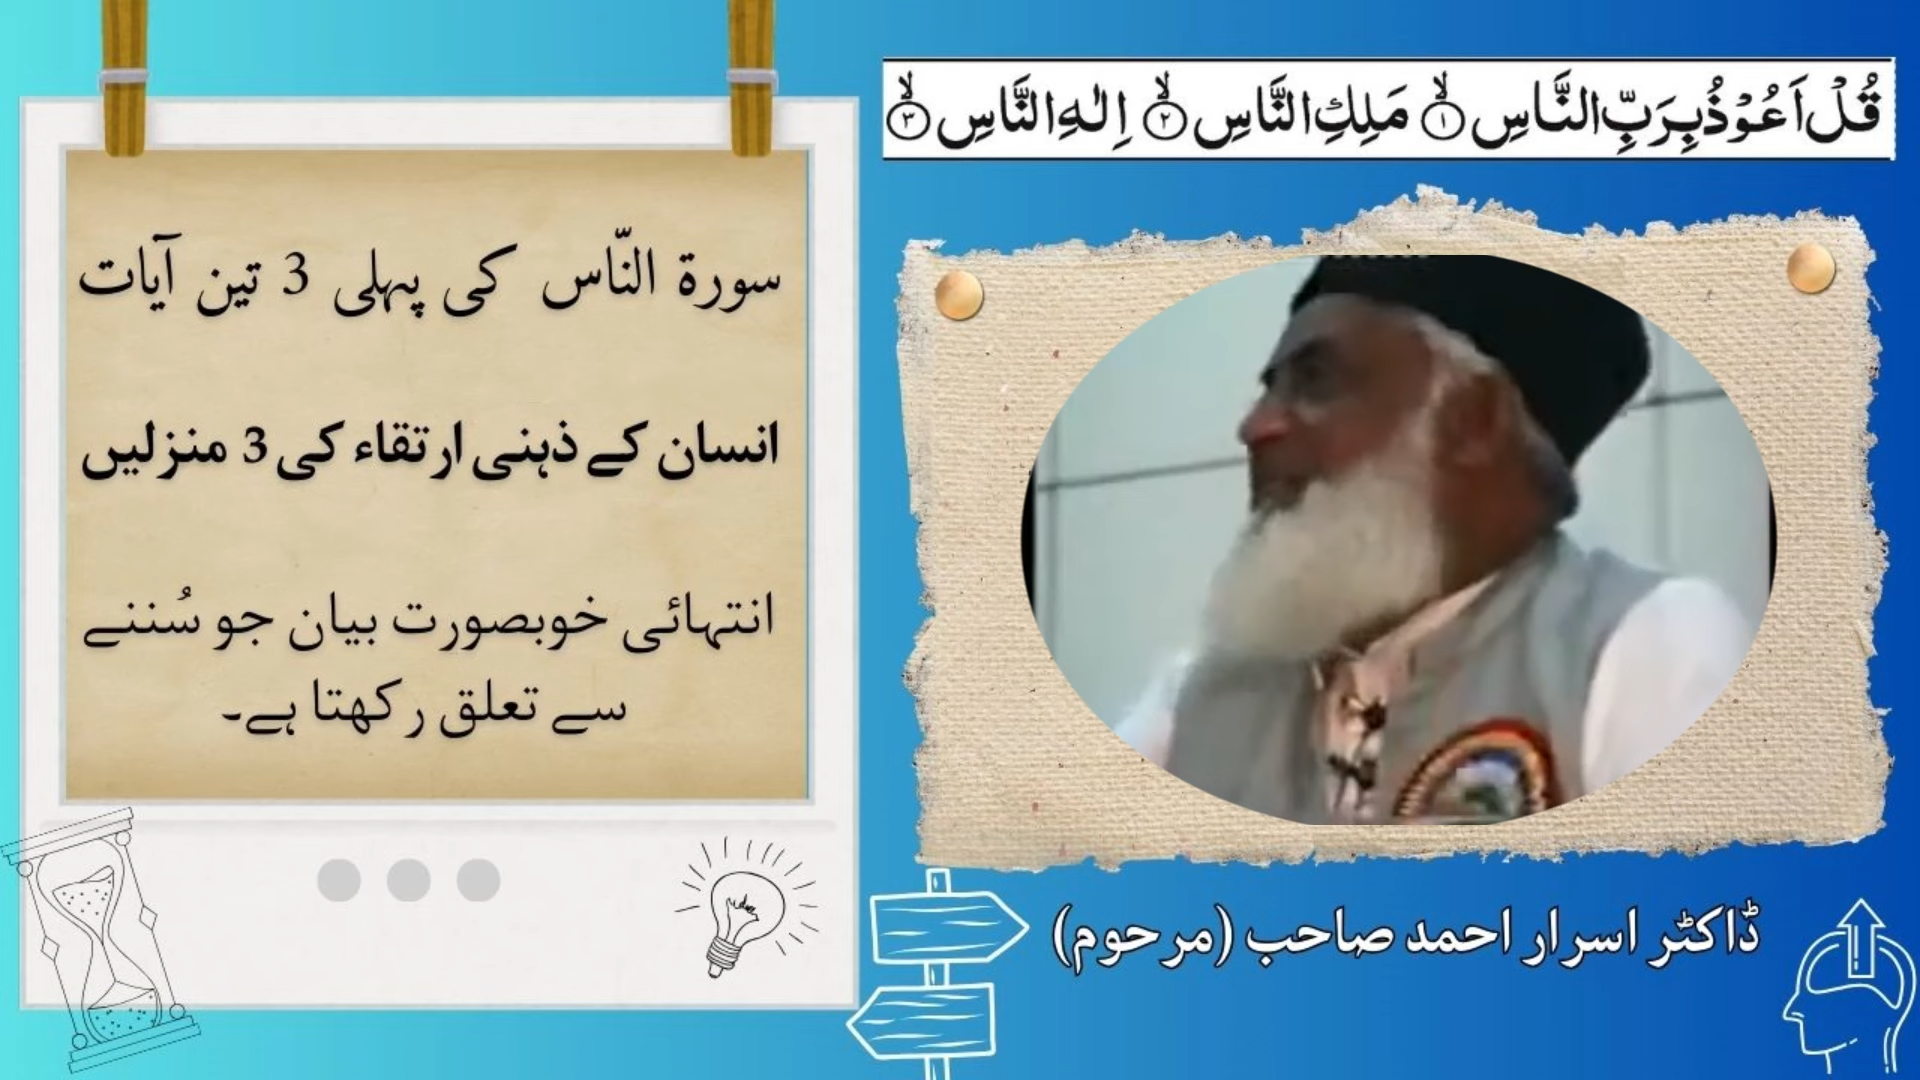 قُلْ اَعُوْذُ بِرَبِّ النَّاسِ ۙ‏﴿۱﴾ مَلِكِ النَّاسِ ۙ‏﴿۲﴾ اِلٰهِ النَّاسِ ۙ‏﴿۳﴾
سورۃ النّاس کی پہلی 3 تین آیات
انسان کے ذہنی ارتقاء کی 3 منزلیں
انتہائی خوبصورت بیان جو سُننے
سے تعلق رکھتا ہے۔
ڈاکٹر اسرار احمد صاحب (مرحوم)